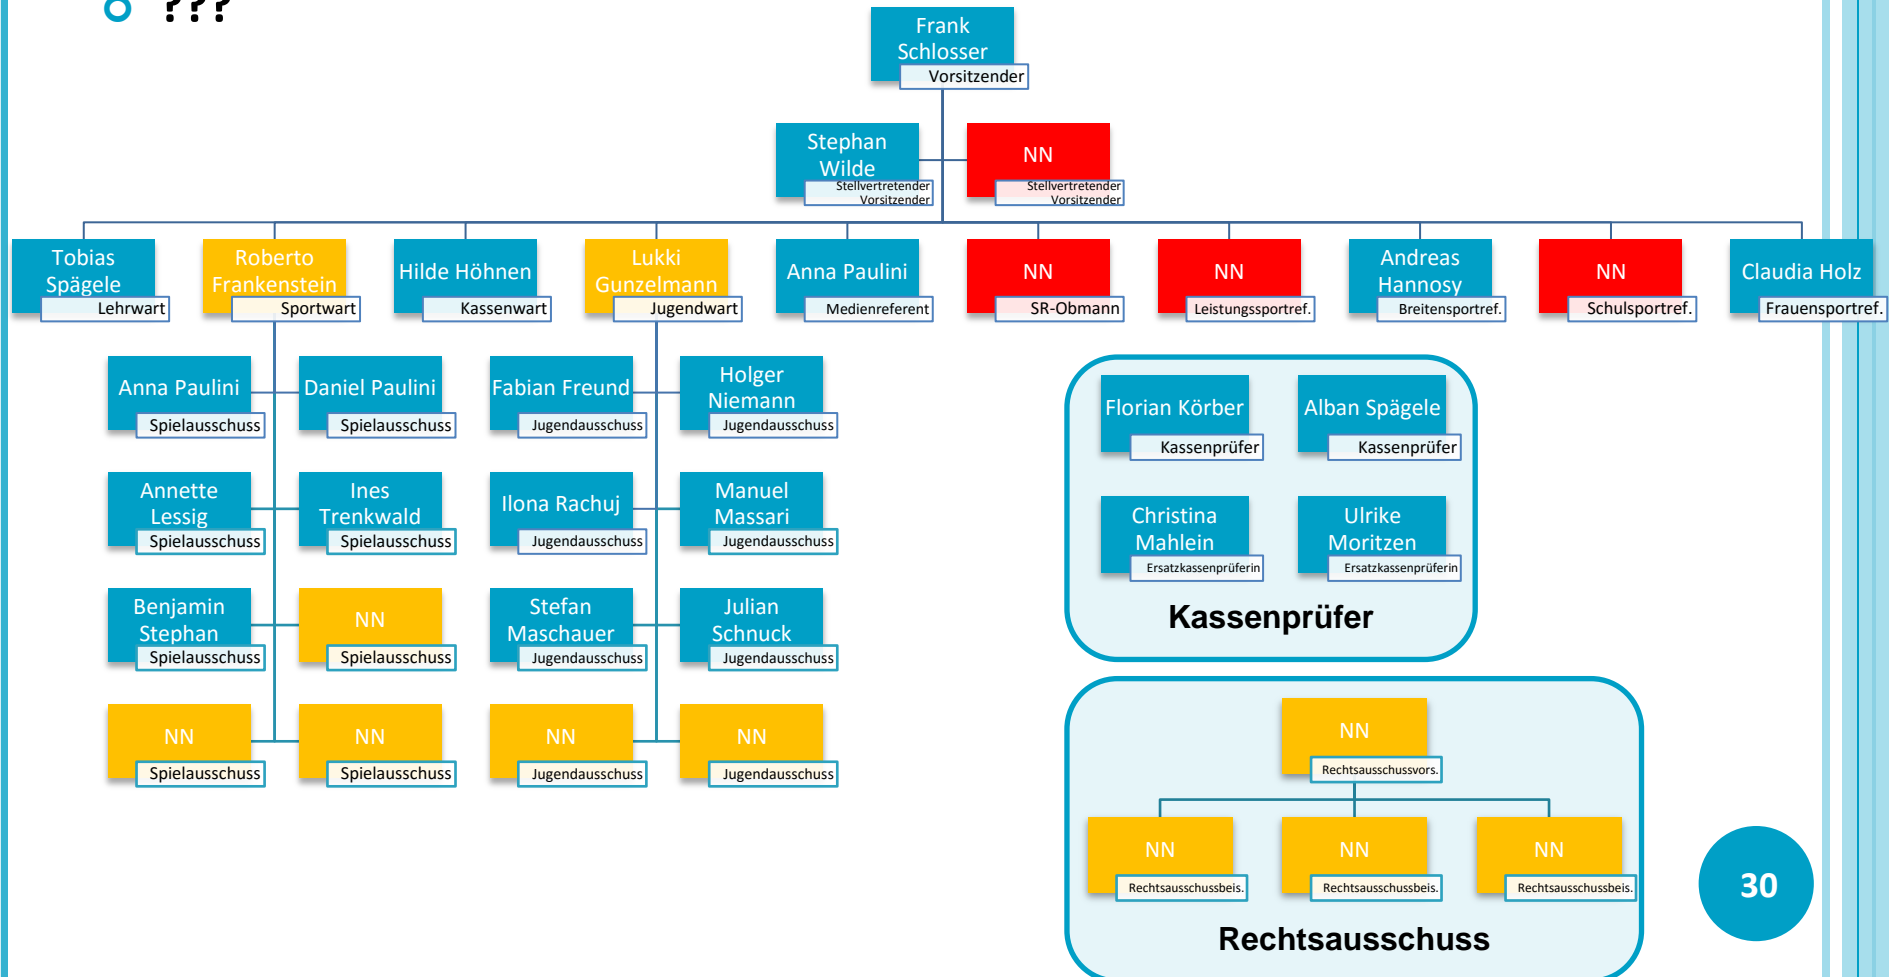 ???
Frank
Schlosser
Vorsitzender
Stephan
Wilde
Stellvertretender
Vorsitzender
NN
Stellvertretender
Vorsitzender
Tobias
Spägele
Lehrwart
Roberto
Frankenstein
Sportwart
Hilde Höhnen
Kassenwart
Lukki
Gunzelmann
Jugendwart
Anna Paulini
Medienreferent
NN
SR-Obmann
NN
Leistungssportref.
Andreas
Hannosy
Breitensportref.
NN
Schulsportref.
Claudia Holz
Frauensportref.
Anna Paulini
Spielausschuss
Daniel Paulini
Spielausschuss
Annette
Lessig
Spielausschuss
Ines
Trenkwald
Spielausschuss
Benjamin
Stephan
Spielausschuss
NN
Spielausschuss
NN
Spielausschuss
NN
Spielausschuss
Fabian Freund
Jugendausschuss
Holger
Niemann
Jugendausschuss
Ilona Rachuj
Jugendausschuss
Manuel
Massari
Jugendausschuss
Stefan
Maschauer
Jugendausschuss
Julian
Schnuck
Jugendausschuss
NN
Jugendausschuss
NN
Jugendausschuss
Florian Körber
Kassenprüfer
Alban Spägele
Kassenprüfer
Christina
Mahlein
Ersatzkassenprüferin
Ulrike
Moritzen
Ersatzkassenprüferin
Kassenprüfer
NN
Rechtsausschussvors.
NN
Rechtsausschussbeis.
NN
Rechtsausschussbeis.
NN
Rechtsausschussbeis.
Rechtsausschuss
30